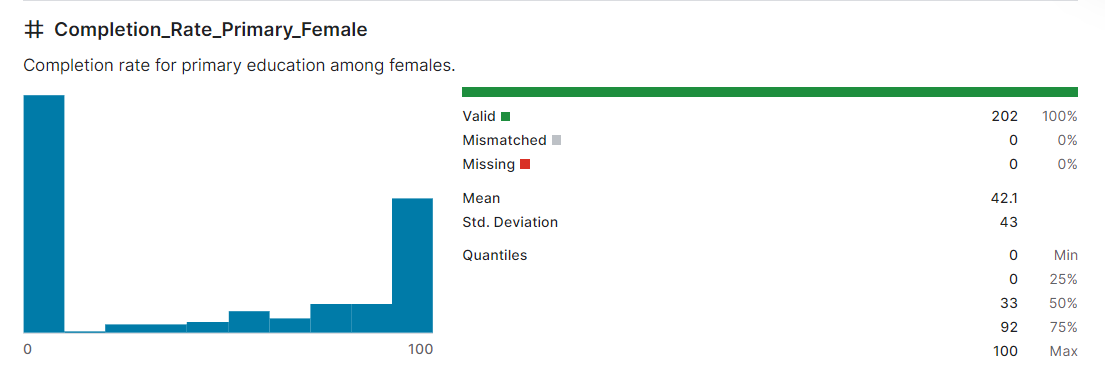 # Completion_Rate_Primary_Female
Completion rate for primary education among females.
0 100
Valid 202 100%
Mismatched 0 0%
Missing 0 0%
Mean 42.1
Std. Deviation 43
Quantiles 0 Min
0 25%
33 50%
92 75%
100 Max